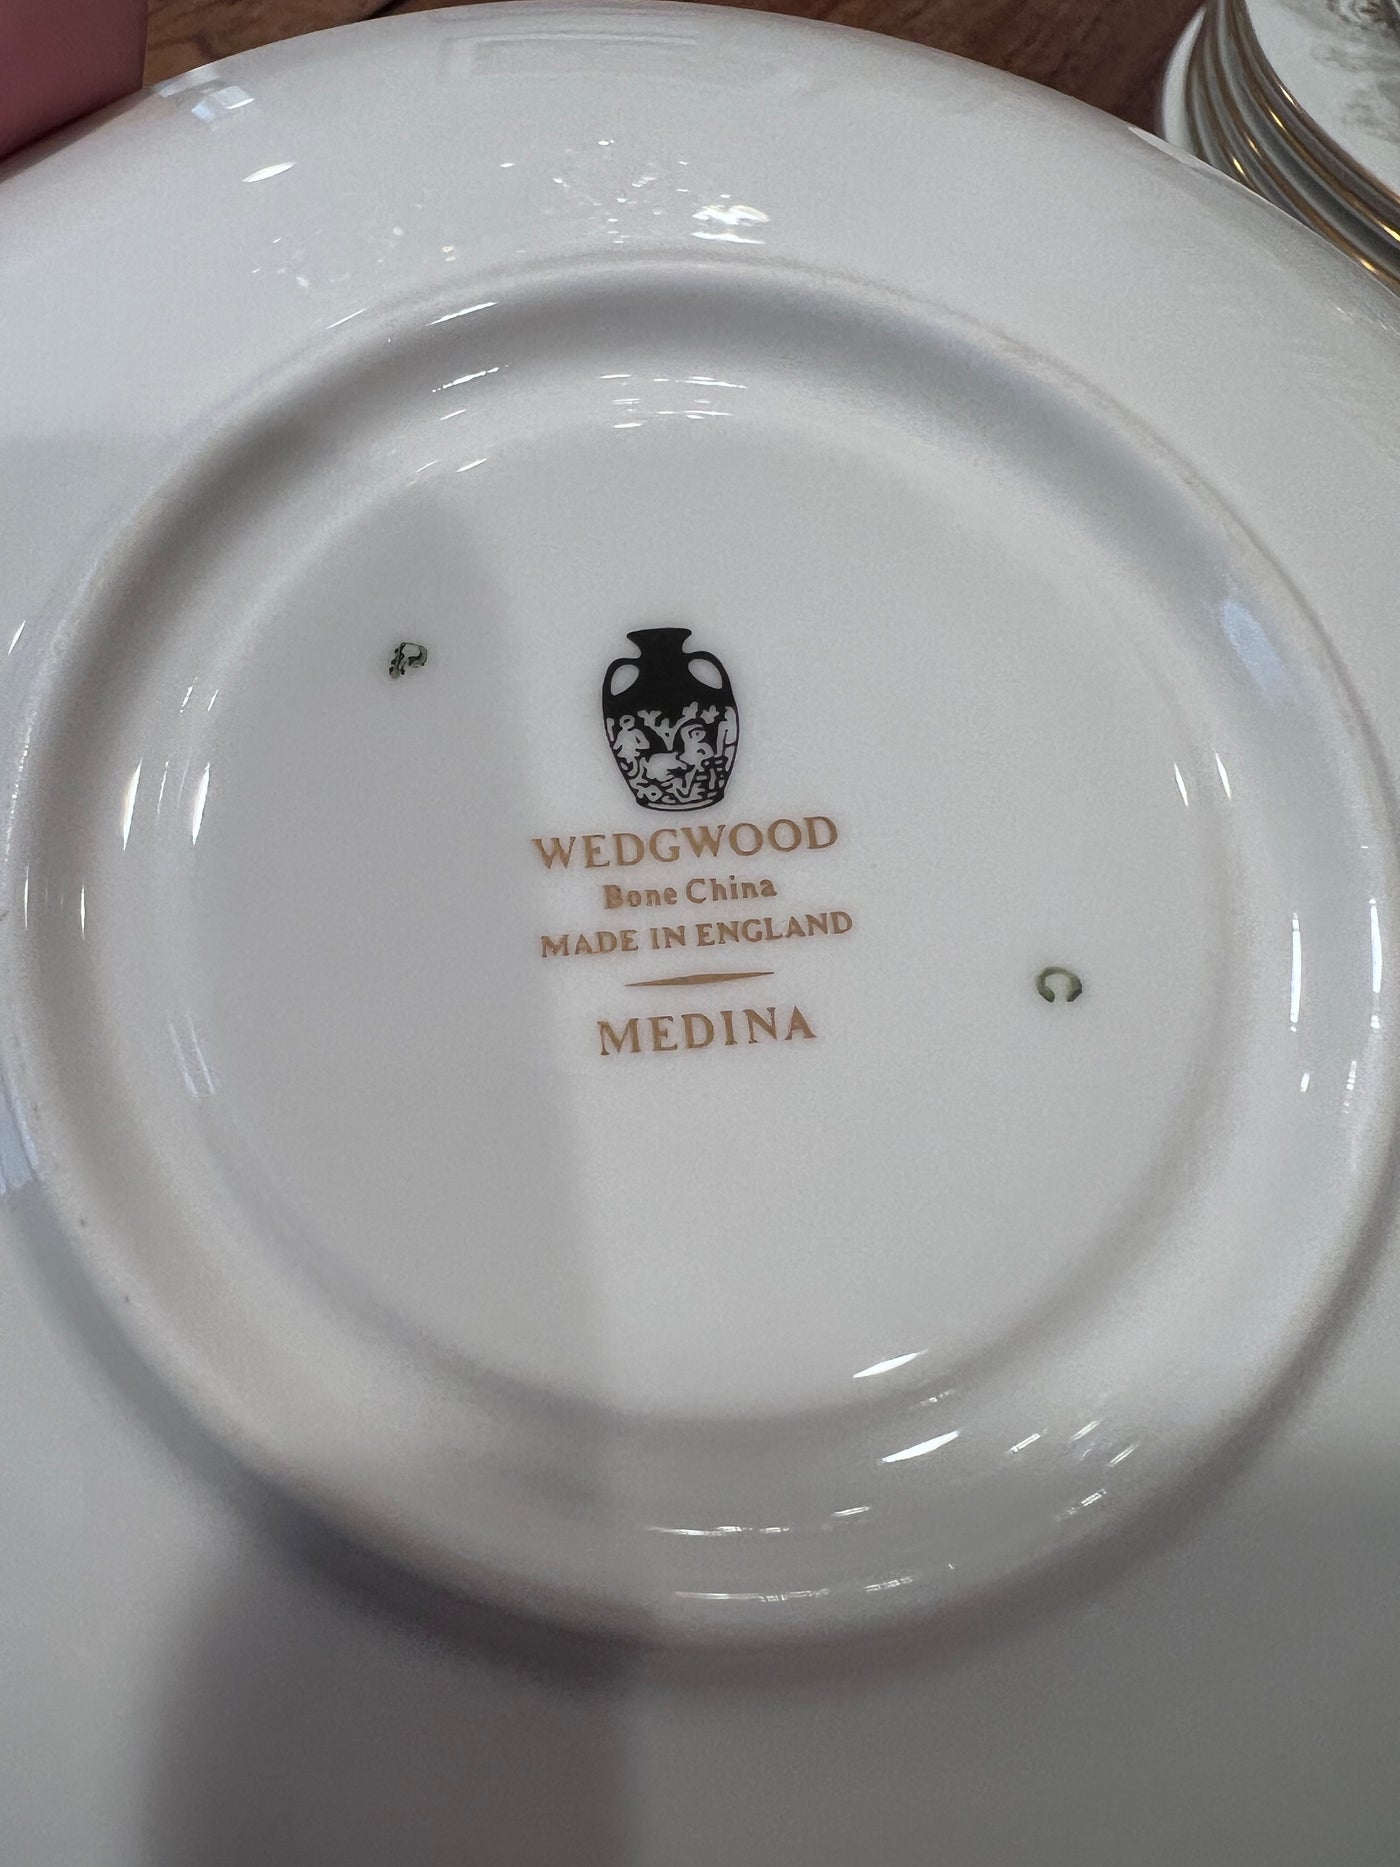 WEDGWOOD
Bone China
MADE IN ENGLAND
MEDINA
C